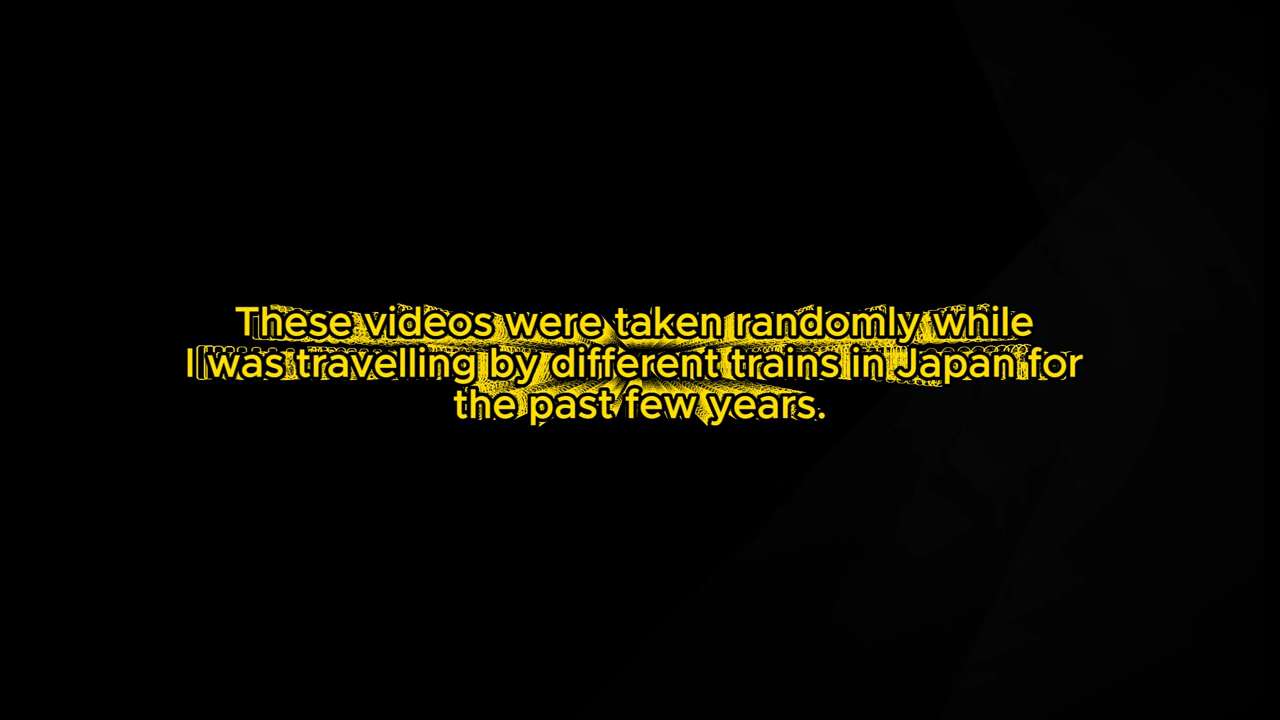 These videos were taken randomly while
I was travelling by different trains in Japan for
the past few years.